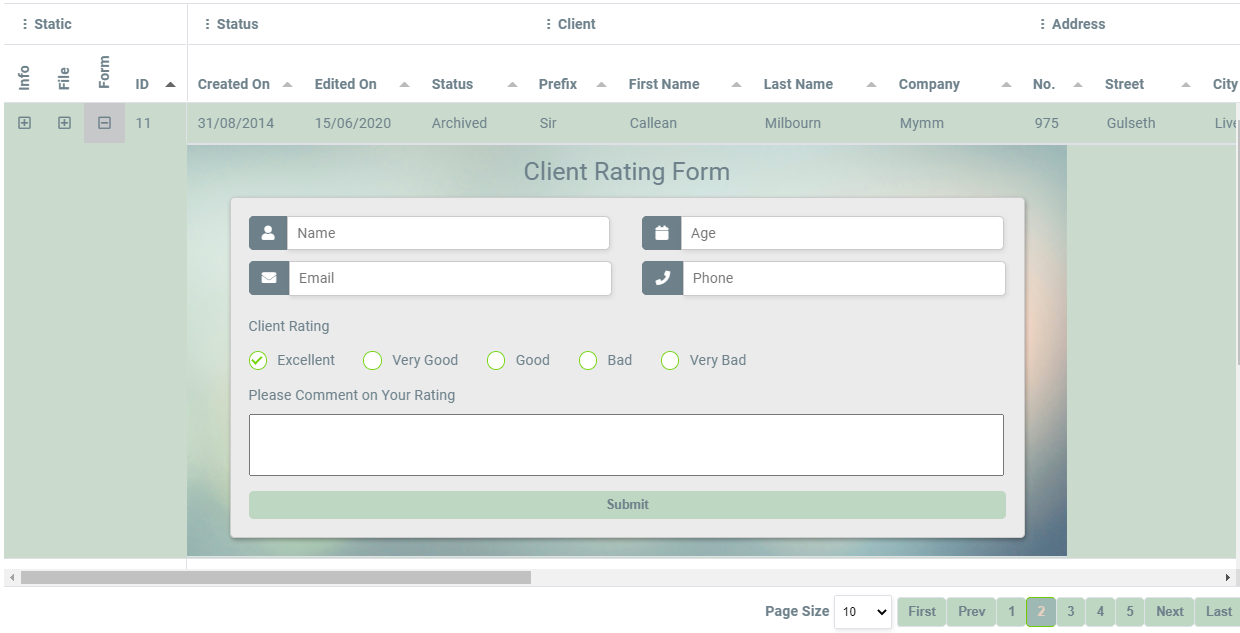 Static Status Client Address
Info File Form ID Created On Edited On Status Prefix First Name Last Name Company No. Street City
11 31/08/2014 15/06/2020 Archived Sir Callean Milbourn Mymm 975 Gulseth Live
Client Rating Form
Name Age
Email Phone
Client Rating
Excellent Very Good Good Bad Very Bad
Please Comment on Your Rating
Submit
Page Size 10 First Prev 1 2 3 4 5 Next Last